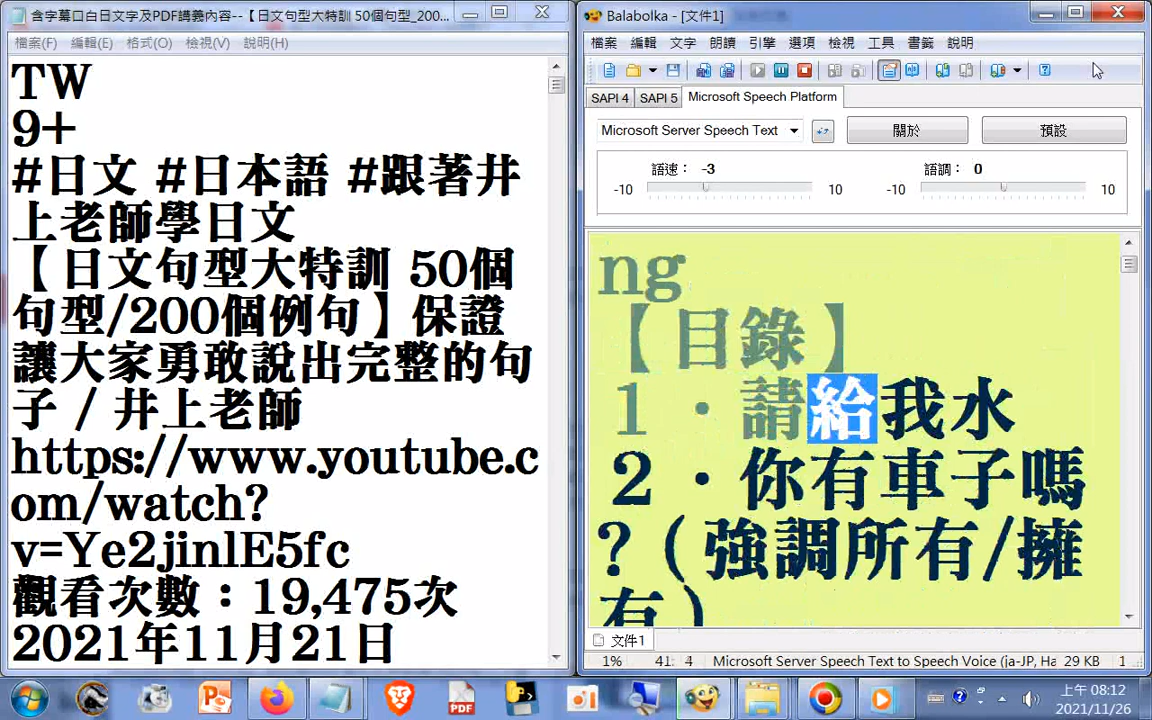 含字幕口白日文字及PDF講義內容--【日文句型大特訓 50個句型_200...
檔案(F) 編輯(E) 格式(O) 檢視(V) 說明(H)
TW
9+
#日文 #日本語 #跟著井
上老師學日文
【日文句型大特訓 50個
句型/200個例句】保證
讓大家勇敢說出完整的句
子 / 井上老師
https://www.youtube.c
om/watch?
v=Ye2jinlE5fc
觀看次數：19,475次
2021年11月21日
Balabolka - [文件1]
檔案 編輯 文字 朗讀 引擎 選項 檢視 工具 書籤 說明
SAPI 4 SAPI 5 Microsoft Speech Platform
Microsoft Server Speech Text 關於 預設
語速： -3 語調： 0
-10 10 -10 10
ng
【目錄】
1．請給我水
2．你有車子嗎
?（強調所有/擁
有）
文件1
1% 41: 4 Microsoft Server Speech Text to Speech Voice (ja-JP, Ha 29 KB 1
上午 08:12
2021/11/26